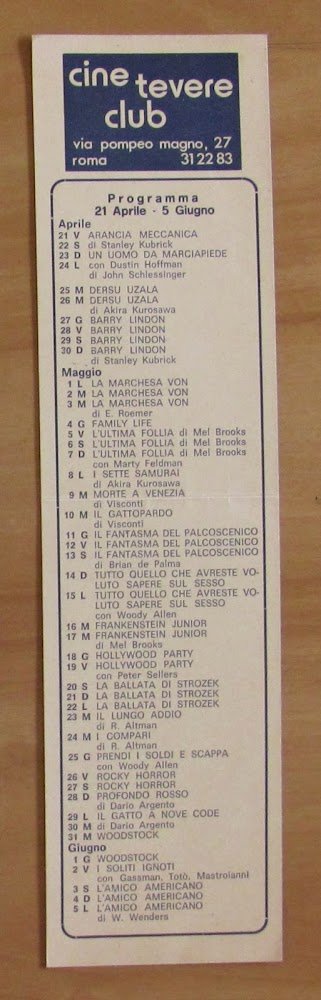 cine tevere
club
via pompeo magno, 27
roma 31 22 83
Programma
21 Aprile - 5 Giugno
Aprile
21 V ARANCIA MECCANICA
22 S di Stanley Kubrick
23 D UN UOMO DA MARCIAPIEDE
24 L con Dustin Hoffman
di John Schlessinger
25 M DERSU UZALA
26 M DERSU UZALA
di Akira Kurosawa
27 G BARRY LINDON
28 V BARRY LINDON
29 S BARRY LINDON
30 D BARRY LINDON
di Stanley Kubrick
Maggio
1 L LA MARCHESA VON
2 M LA MARCHESA VON
3 M LA MARCHESA VON
di E. Roemer
4 G FAMILY LIFE
5 V L'ULTIMA FOLLIA di Mel Brooks
6 S L'ULTIMA FOLLIA di Mel Brooks
7 D L'ULTIMA FOLLIA di Mel Brooks
con Marty Feldman
8 L I SETTE SAMURAI
di Akira Kurosawa
9 M MORTE A VENEZIA
di Visconti
10 M IL GATTOPARDO
di Visconti
11 G IL FANTASMA DEL PALCOSCENICO
12 V IL FANTASMA DEL PALCOSCENICO
13 S IL FANTASMA DEL PALCOSCENICO
di Brian de Palma
14 D TUTTO QUELLO CHE AVRESTE VO-
LUTO SAPERE SUL SESSO
15 L TUTTO QUELLO CHE AVRESTE VO-
LUTO SAPERE SUL SESSO
con Woody Allen
16 M FRANKENSTEIN JUNIOR
17 M FRANKENSTEIN JUNIOR
di Mel Brooks
18 G HOLLYWOOD PARTY
19 V HOLLYWOOD PARTY
con Peter Sellers
20 S LA BALLATA DI STROZEK
21 D LA BALLATA DI STROZEK
22 L LA BALLATA DI STROZEK
23 M IL LUNGO ADDIO
di R. Altman
24 M I COMPARI
di R. Altman
25 G PRENDI I SOLDI E SCAPPA
con Woody Allen
26 V ROCKY HORROR
27 S ROCKY HORROR
28 D PROFONDO ROSSO
di Dario Argento
29 L IL GATTO A NOVE CODE
30 M di Dario Argento
31 M WOODSTOCK
Giugno
1 G WOODSTOCK
2 V I SOLITI IGNOTI
con Gasaman, Totò, Mastroianni
3 S L'AMICO AMERICANO
4 D L'AMICO AMERICANO
5 L L'AMICO AMERICANO
di W. Wenders